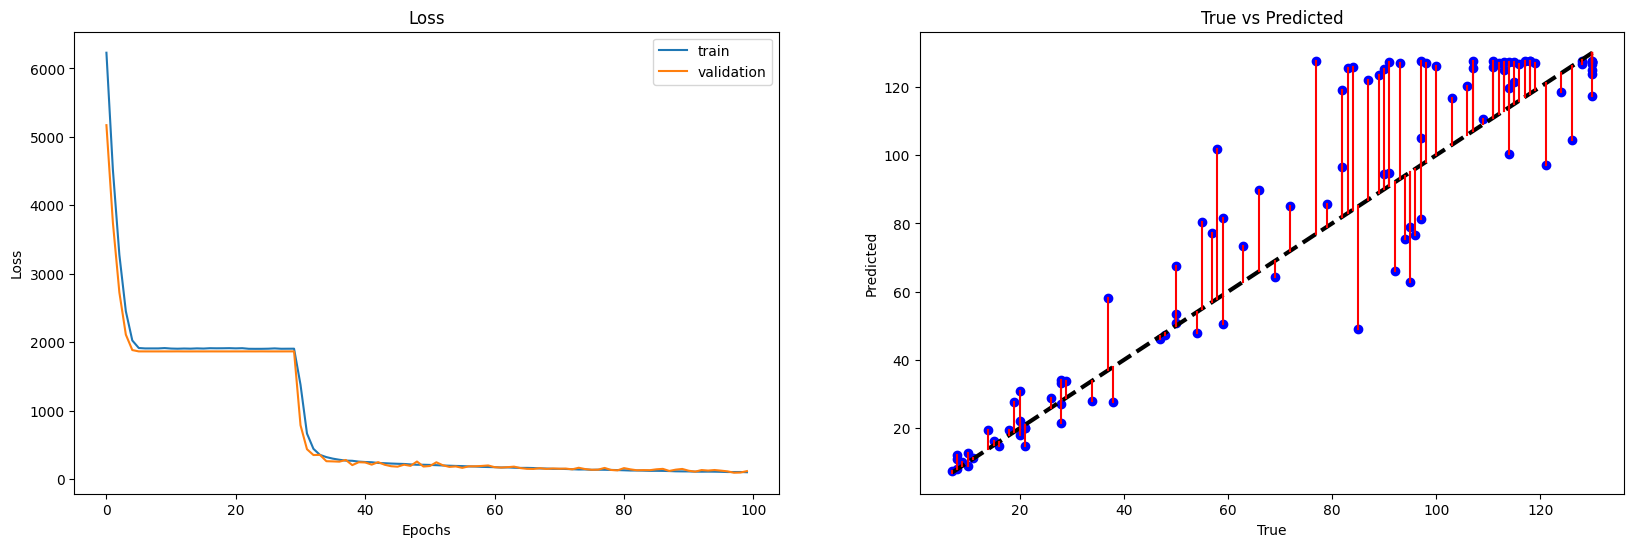 Loss
train
validation
6000
5000
4000
3000
2000
1000
0
Loss
0 20 40 60 80 100
Epochs
True vs Predicted
120
100
80
60
40
20
Predicted
20 40 60 80 100 120
True